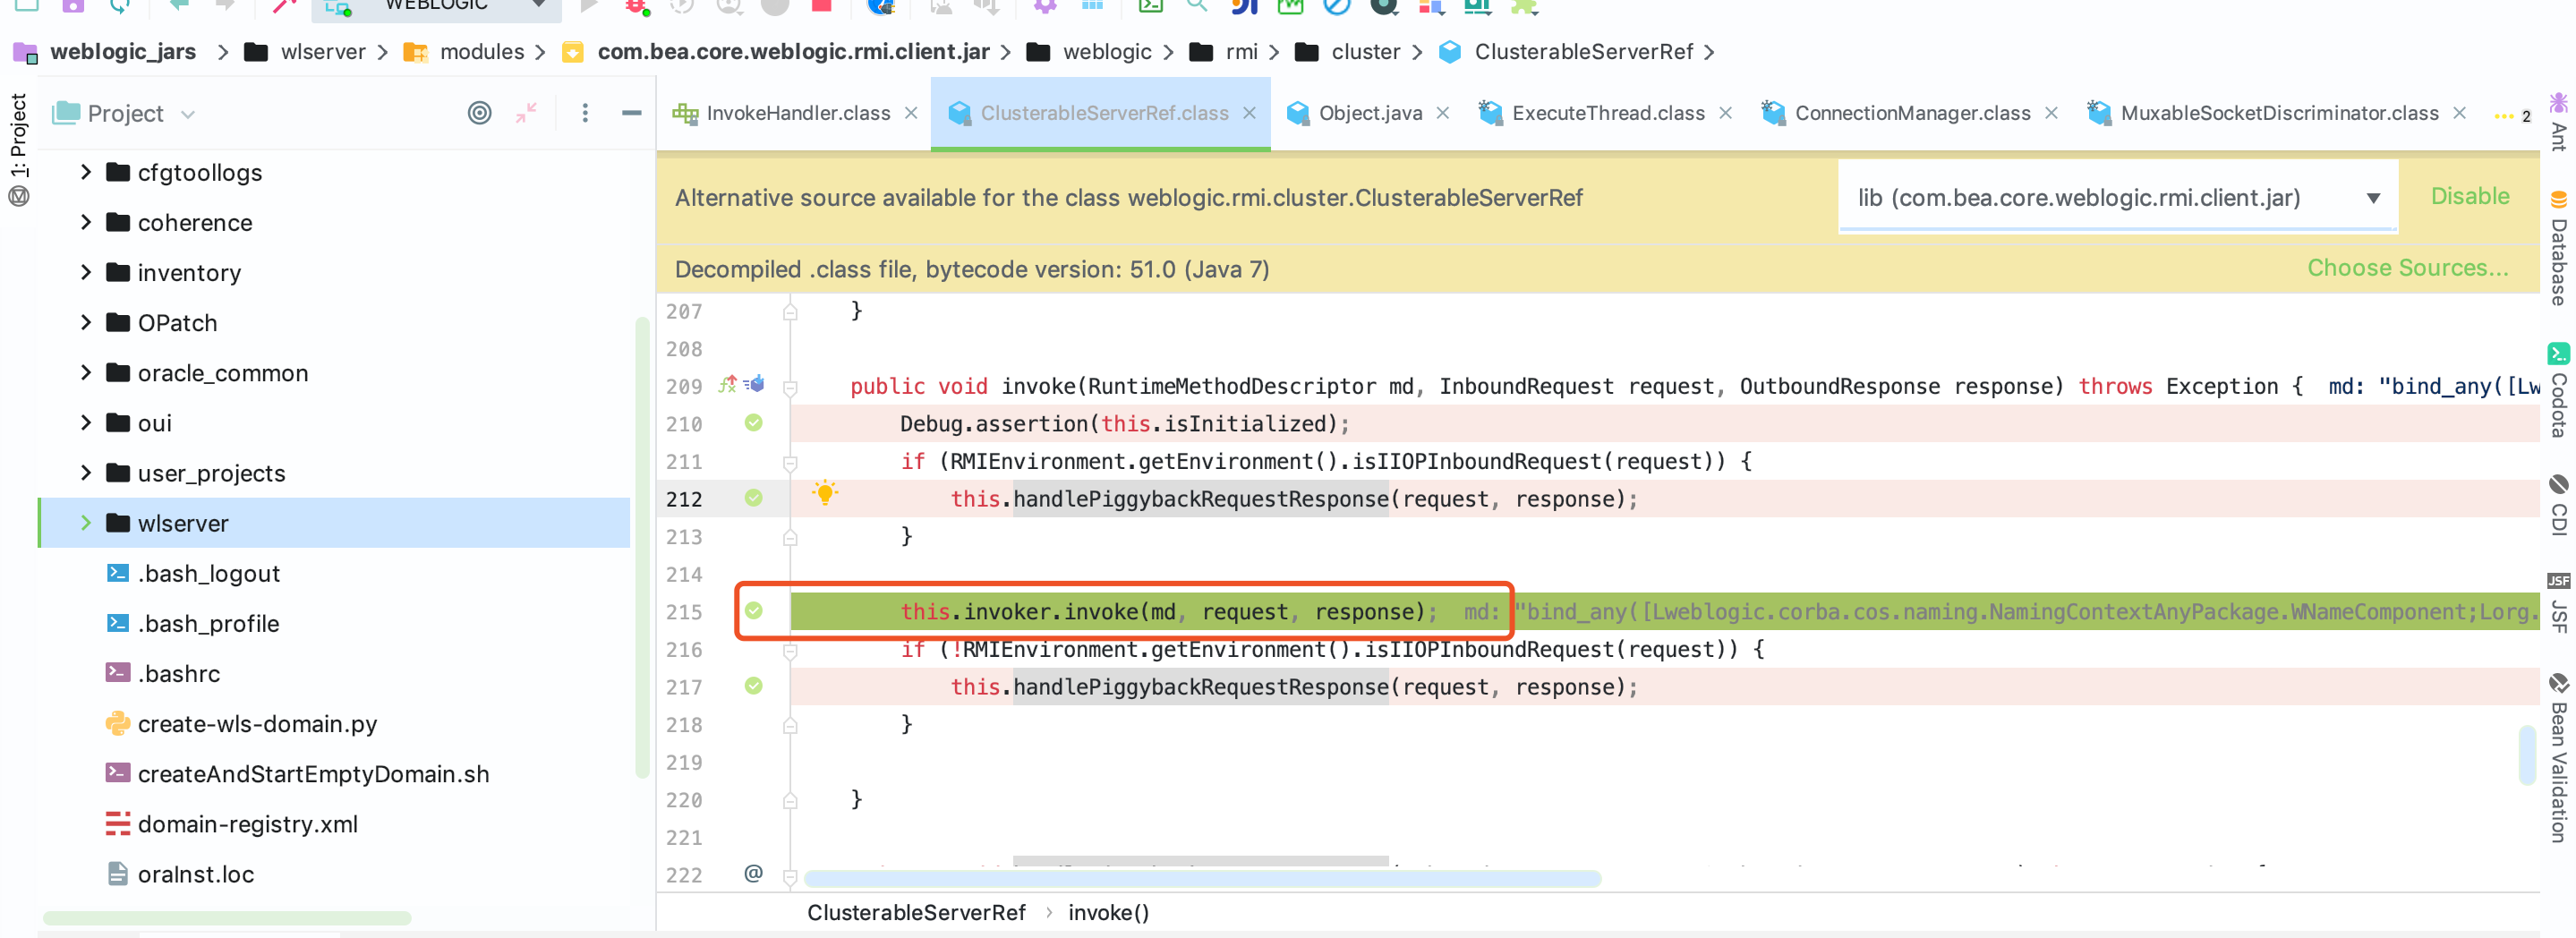 WEBLOGIC
weblogic_jars wlserver modules com.bea.core.weblogic.rmi.client.jar weblogic rmi cluster ClusterableServerRef
1: Project
Project
InvokeHandler.class ClusterableServerRef.class Object.java ExecuteThread.class ConnectionManager.class MuxableSocketDiscriminator.class 2
cfgtoollogs
coherence
inventory
OPatch
oracle_common
oui
user_projects
wlserver
.bash_logout
.bash_profile
.bashrc
create-wls-domain.py
createAndStartEmptyDomain.sh
domain-registry.xml
oraInst.loc
Alternative source available for the class weblogic.rmi.cluster.ClusterableServerRef lib (com.bea.core.weblogic.rmi.client.jar) Disable
Decompiled .class file, bytecode version: 51.0 (Java 7) Choose Sources...
207 }
208
209 public void invoke(RuntimeMethodDescriptor md, InboundRequest request, OutboundResponse response) throws Exception { md: "bind_any([Lw
210 Debug.assertion(this.isInitialized);
211 if (RMIEnvironment.getEnvironment().isIIOPInboundRequest(request)) {
212 this.handlePiggybackRequestResponse(request, response);
213 }
214
215 this.invoker.invoke(md, request, response); md: "bind_any([Lweblogic.corba.cos.naming.NamingContextAnyPackage.WNameComponent;Lorg.
216 if (!RMIEnvironment.getEnvironment().isIIOPInboundRequest(request)) {
217 this.handlePiggybackRequestResponse(request, response);
218 }
219
220 }
221
222 @
ClusterableServerRef invoke()
Ant
Database
Codota
CDI
JSF
JSF
Bean Validation